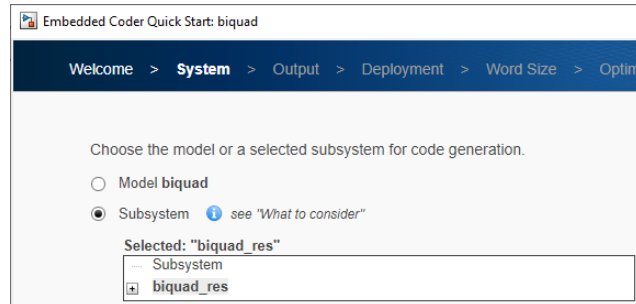 Embedded Coder Quick Start: biquad
Welcome > System > Output > Deployment > Word Size > Optim
Choose the model or a selected subsystem for code generation.
Model biquad
Subsystem see "What to consider"
Selected: "biquad_res"
Subsystem
biquad_res